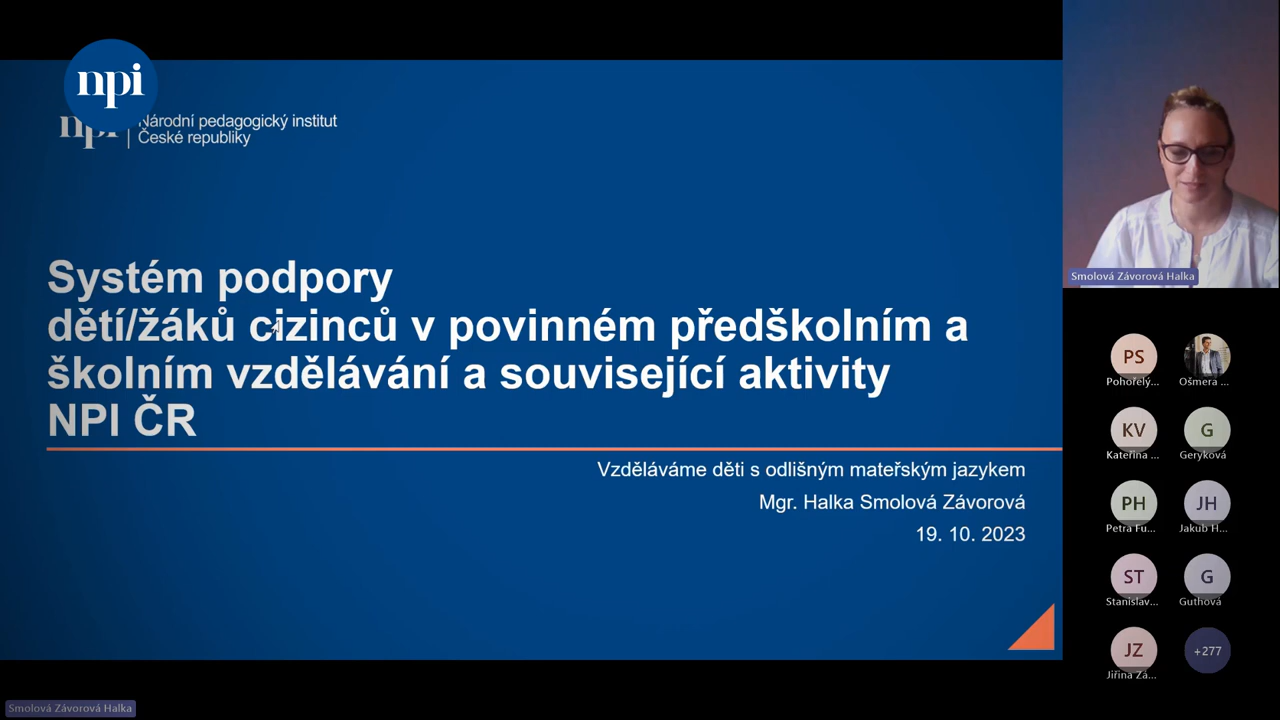 npi
npi
Národní pedagogický institut
České republiky
Systém podpory
dětí/žáků cizinců v povinném předškolním a
školním vzdělávání a související aktivity
NPI ČR
Vzděláváme děti s odlišným mateřským jazykem
Mgr. Halka Smolová Závorová
19. 10. 2023
Smolová Závorová Halka
PS
Pohořelý...
Ošmera ...
KV
Kateřina ...
G
Geryková
PH
Petra Fu...
JH
Jakub H...
ST
Stanislav...
G
Guthová
JZ
Jiřina Zá...
+277
Smolová Závorová Halka